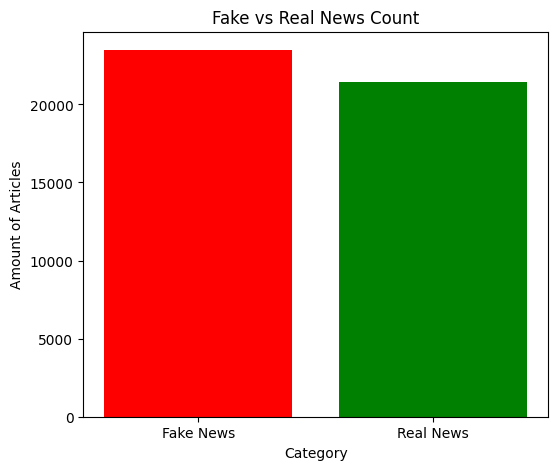 Fake vs Real News Count
Amount of Articles
20000
15000
10000
5000
0
Fake News
Real News
Category